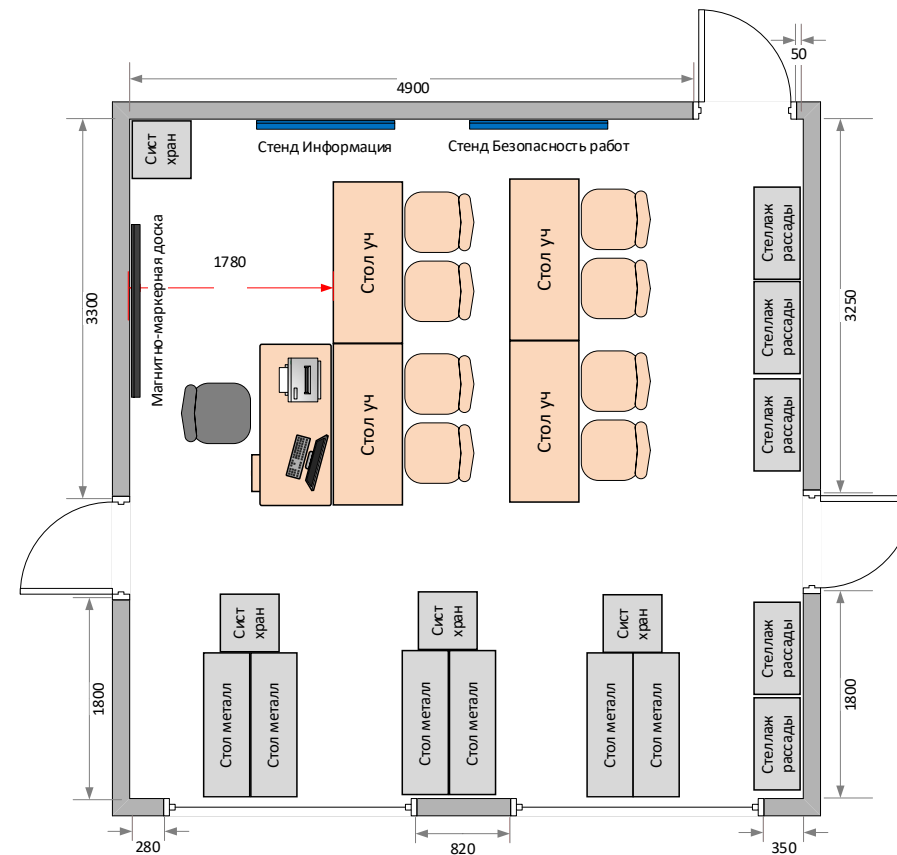 50
4900
Сист
хран
Стенд Информация
Стенд Безопасность работ
Магнитно-маркерная доска
1780
3300
3250
Стол уч
Стол уч
Стол уч
Стол уч
Стеллаж
рассады
Стеллаж
рассады
Стеллаж
рассады
Сист
хран
Сист
хран
Сист
хран
Стол металл
Стол металл
Стол металл
Стол металл
Стол металл
Стол металл
Стеллаж
рассады
Стеллаж
рассады
1800
1800
280
820
350